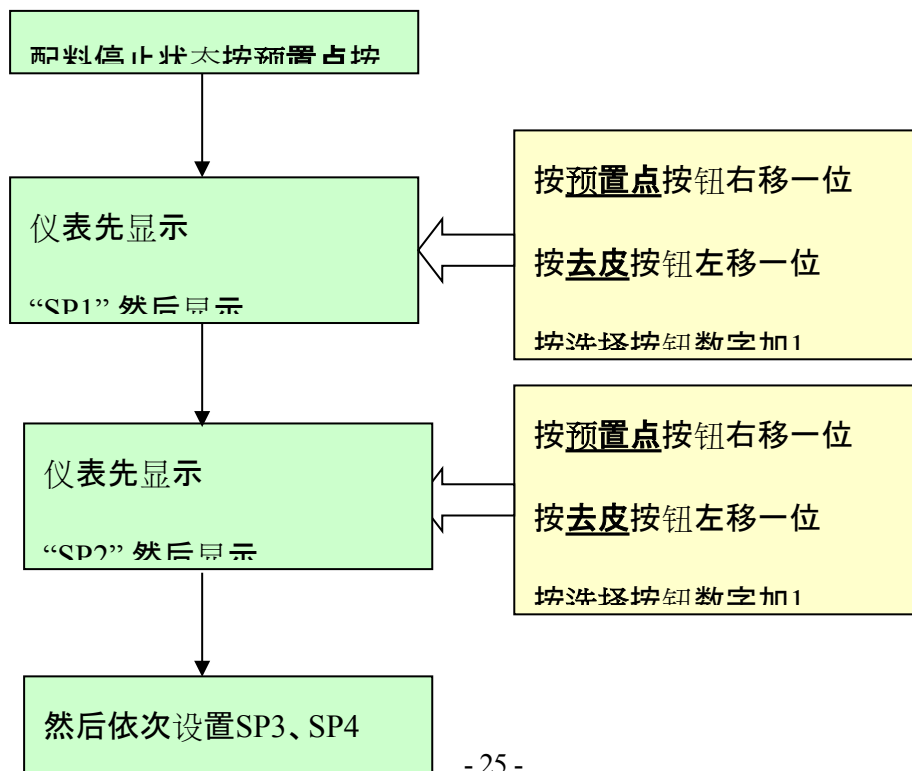 配料停止状态按预置点按
仪表先显示
“SP1” 然后显示
按预置点按钮右移一位
按去皮按钮左移一位
按选择按钮数字加1
仪表先显示
“SP2” 然后显示
按预置点按钮右移一位
按去皮按钮左移一位
按选择按钮数字加1
然后依次设置SP3、SP4
- 25 -